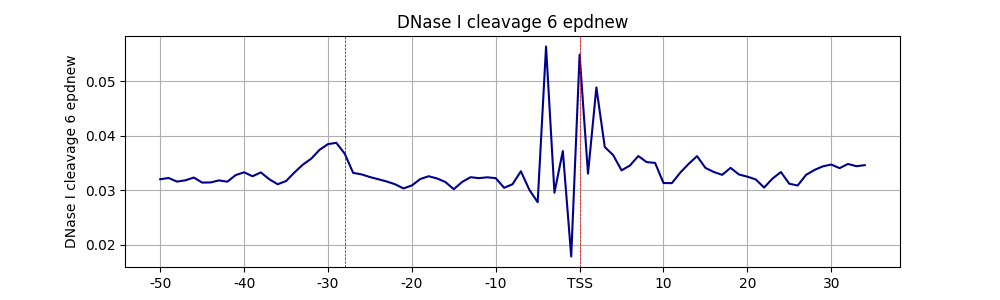 DNase I cleavage 6 epdnew
DNase I cleavage 6 epdnew
0.05
0.04
0.03
0.02
-50 -40 -30 -20 -10 TSS 10 20 30